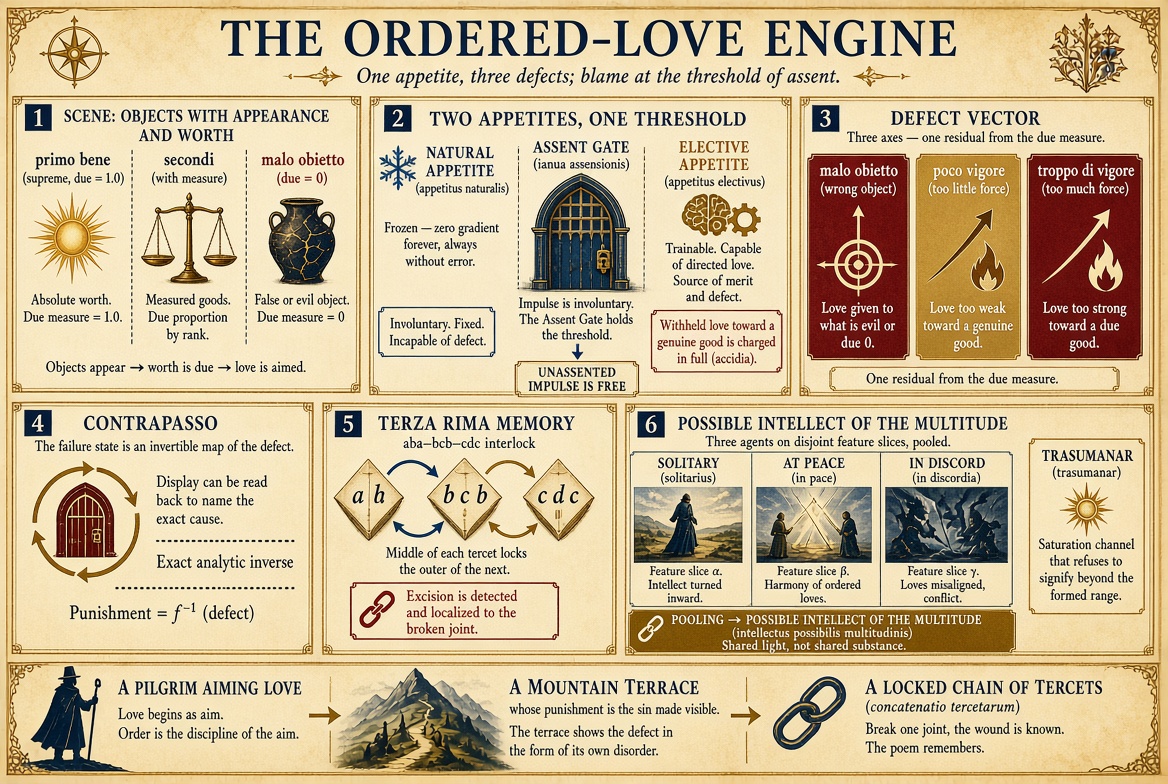 THE ORDERED-LOVE ENGINE
One appetite, three defects; blame at the threshold of assent.
1
SCENE: OBJECTS WITH APPEARANCE
AND WORTH
primo bene
(supreme, due = 1.0)
Absolute worth.
Due measure = 1.0.
secondi
(with measure)
Measured goods.
Due proportion
by rank.
malo obietto
(due = 0)
False or evil object.
Due measure = 0
Objects appear → worth is due → love is aimed.
2
TWO APPETITES, ONE THRESHOLD
NATURAL
APPETITE
(appetitus naturalis)
Frozen — zero gradient
forever, always
without error.
Involuntary. Fixed.
Incapable of defect.
ASSENT GATE
(ianua assensionis)
Impulse is involuntary.
The Assent Gate holds
the threshold.
UNASSENTED
IMPULSE IS FREE
ELECTIVE
APPETITE
(appetitus electivus)
Trainable. Capable
of directed love.
Source of merit
and defect.
Withheld love toward a
genuine good is charged
in full (accidia).
3
DEFECT VECTOR
Three axes — one residual from the due measure.
malo obietto
(wrong object)
Love given to
what is evil or
due 0.
poco vigore
(too little force)
Love too weak
toward a genuine
good.
troppo di vigore
(too much force)
Love too strong
toward a due
good.
One residual from the due measure.
4
CONTRAPASSO
The failure state is an invertible map of the defect.
Display can be read
back to name the
exact cause.
Exact analytic inverse
Punishment = f⁻¹ (defect)
5
TERZA RIMA MEMORY
aba–bcb–cdc interlock
a h
b c b
c d c
Middle of each tercet locks
the outer of the next.
Excision is detected
and localized to the
broken joint.
6
POSSIBLE INTELLECT OF THE MULTITUDE
Three agents on disjoint feature slices, pooled.
SOLITARY
(solitarius)
Feature slice α.
Intellect turned
inward.
AT PEACE
(in pace)
Feature slice β.
Harmony of ordered
loves.
IN DISCORD
(in discordia)
Feature slice γ.
Loves misaligned,
conflict.
POOLING → POSSIBLE INTELLECT OF THE MULTITUDE
(intellectus possibilis multitudinis)
Shared light, not shared substance.
TRASUMANAR
(trasumanar)
Saturation channel
that refuses to
signify beyond the
formed range.
A PILGRIM AIMING LOVE
Love begins as aim.
Order is the discipline of the aim.
A MOUNTAIN TERRACE
whose punishment is the sin made visible.
The terrace shows the defect in
the form of its own disorder.
A LOCKED CHAIN OF TERCETS
(concatenatio tercetarum)
Break one joint, the wound is known.
The poem remembers.